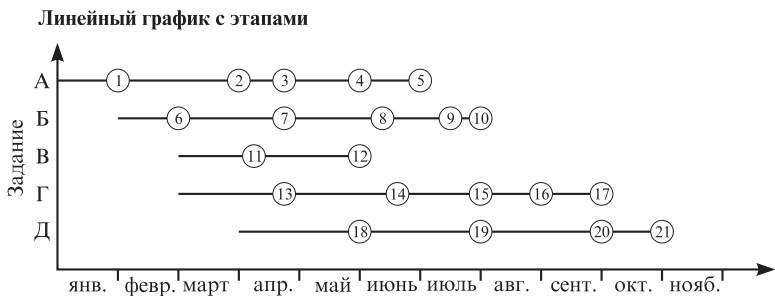 Линейный график с этапами
А 1 2 3 4 5
Б 6 7 8 9 10
В 11 12
Г 13 14 15 16 17
Д 18 19 20 21
Задание
янв. февр. март апр. май июнь июль авг. сент. окт. нояб.